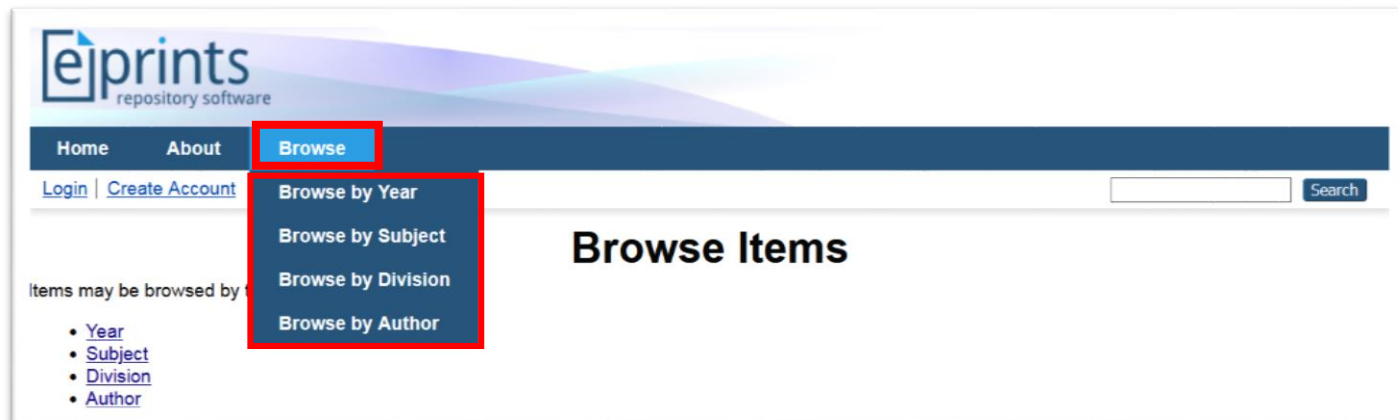 e|prints
repository software
Home About Browse
Login | Create Account Search
Browse by Year
Browse by Subject
Browse by Division
Browse by Author
Browse Items
Items may be browsed by
• Year
• Subject
• Division
• Author